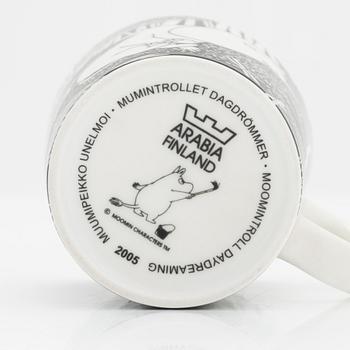 MUUMIPEIKKO UNELMOI · MUMINTROLLET DAGDRÖMMER · MOOMINTROLL DAYDREAMING
ARABIA
FINLAND
© MOOMIN CHARACTERS™
2005